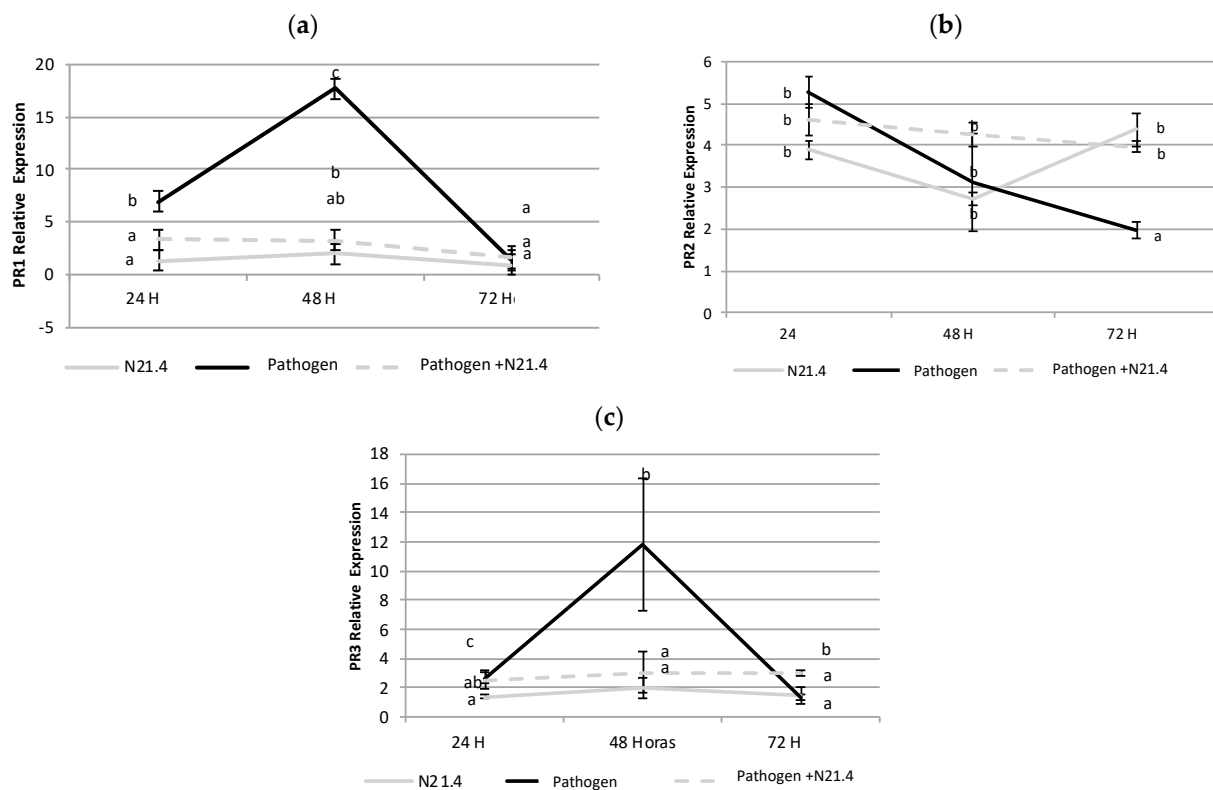 (a)
PR1 Relative Expression
20
15
10
5
0
-5
c
b
b
ab
a
a
a
a
a
24 H
48 H
72 H
N21.4
Pathogen
Pathogen +N21.4
(b)
PR2 Relative Expression
6
5
4
3
2
1
0
b
b
b
b
b
b
b
b
a
24
48 H
72 H
N21.4
Pathogen
Pathogen +N21.4
(c)
PR3 Relative Expression
18
16
14
12
10
8
6
4
2
0
b
c
ab
a
a
a
b
a
a
24 H
48 Horas
72 H
N21.4
Pathogen
Pathogen +N21.4